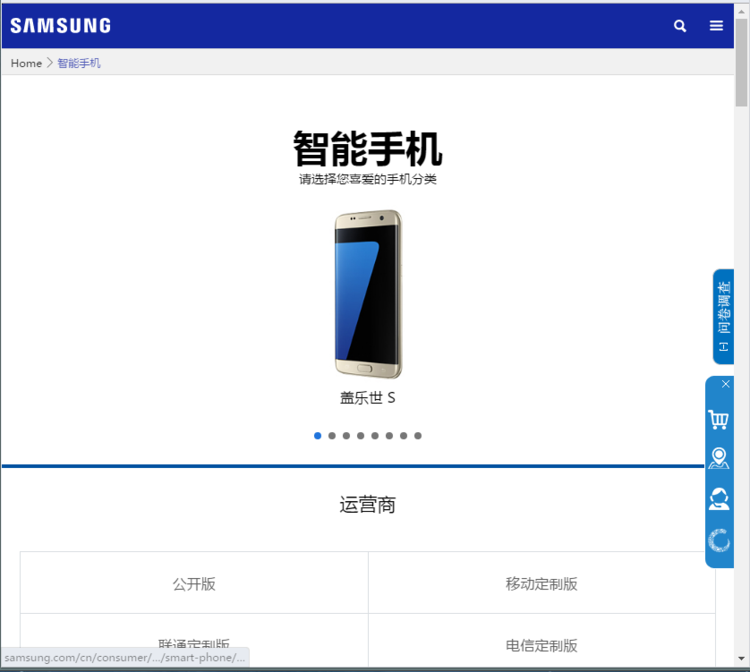 SAMSUNG
Home > 智能手机
智能手机
请选择您喜爱的手机分类
盖乐世 S
问卷调查
运营商
公开版
移动定制版
联通定制版
电信定制版
samsung.com/cn/consumer/.../smart-phone/...